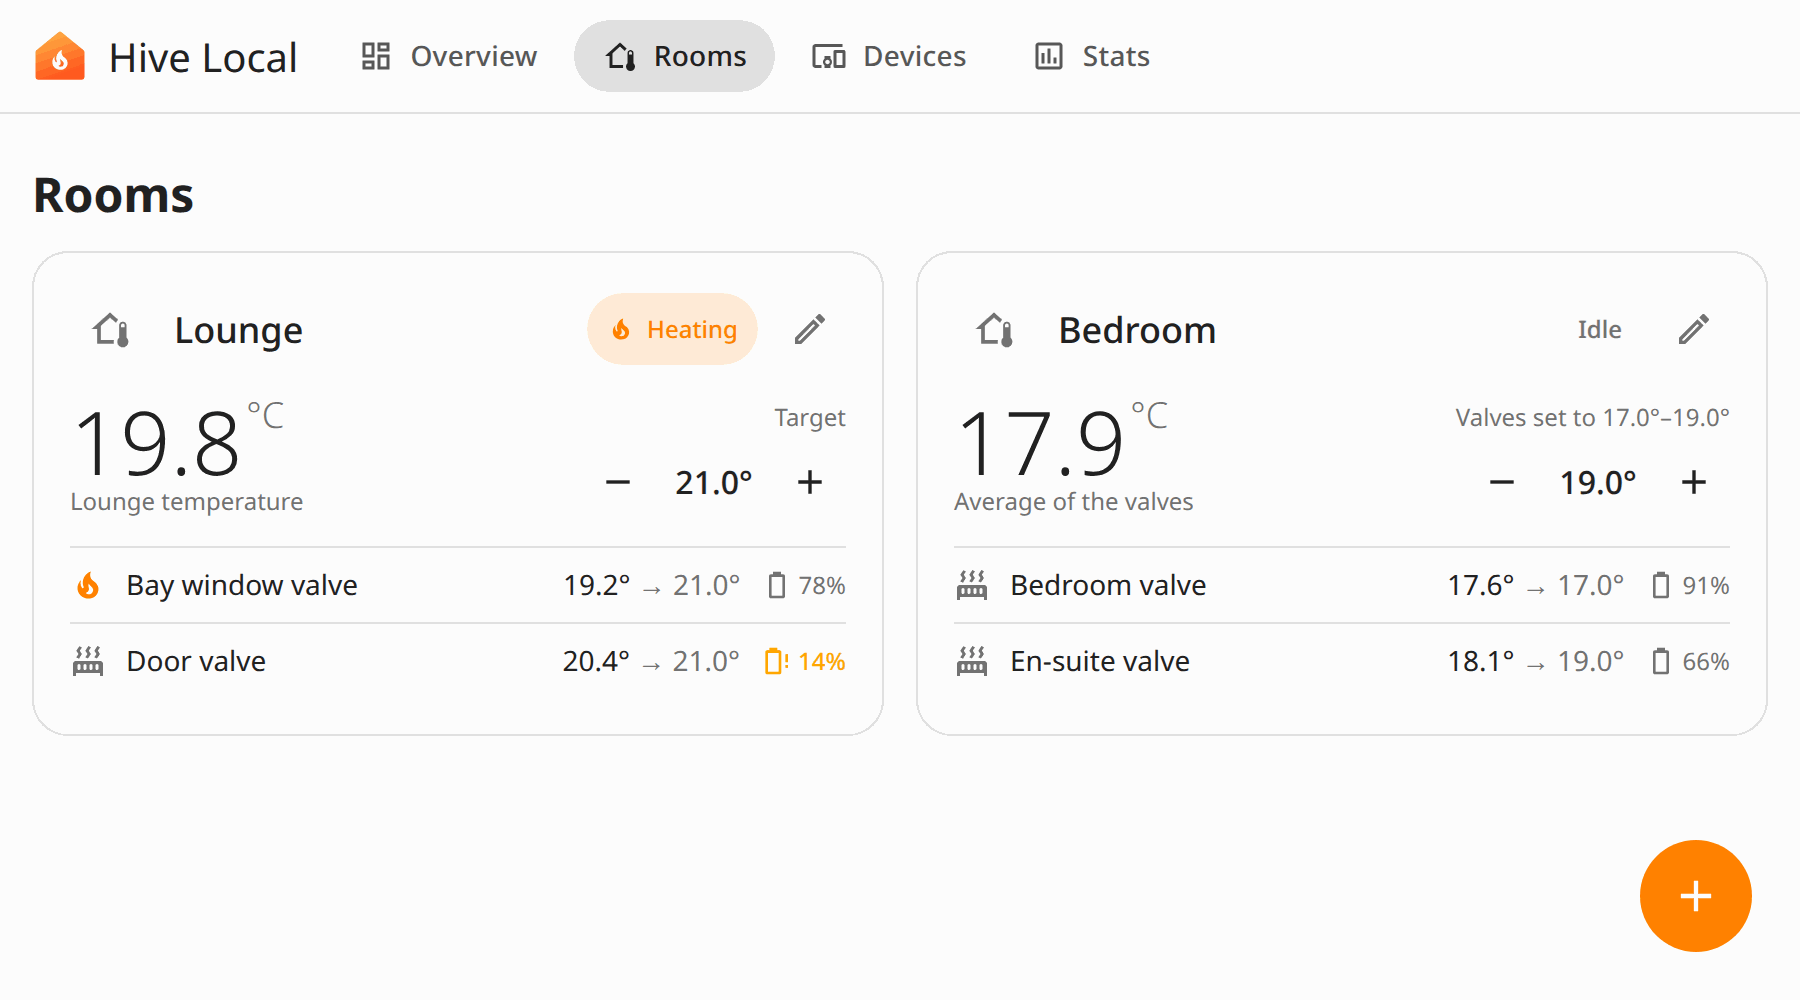 Hive Local
Overview
Rooms
Devices
Stats
Rooms
Lounge
Heating
19.8°C
Lounge temperature
Target
− 21.0° +
Bay window valve 19.2° → 21.0° 78%
Door valve 20.4° → 21.0° 14%
Bedroom
Idle
17.9°C
Average of the valves
Valves set to 17.0°–19.0°
− 19.0° +
Bedroom valve 17.6° → 17.0° 91%
En-suite valve 18.1° → 19.0° 66%
+